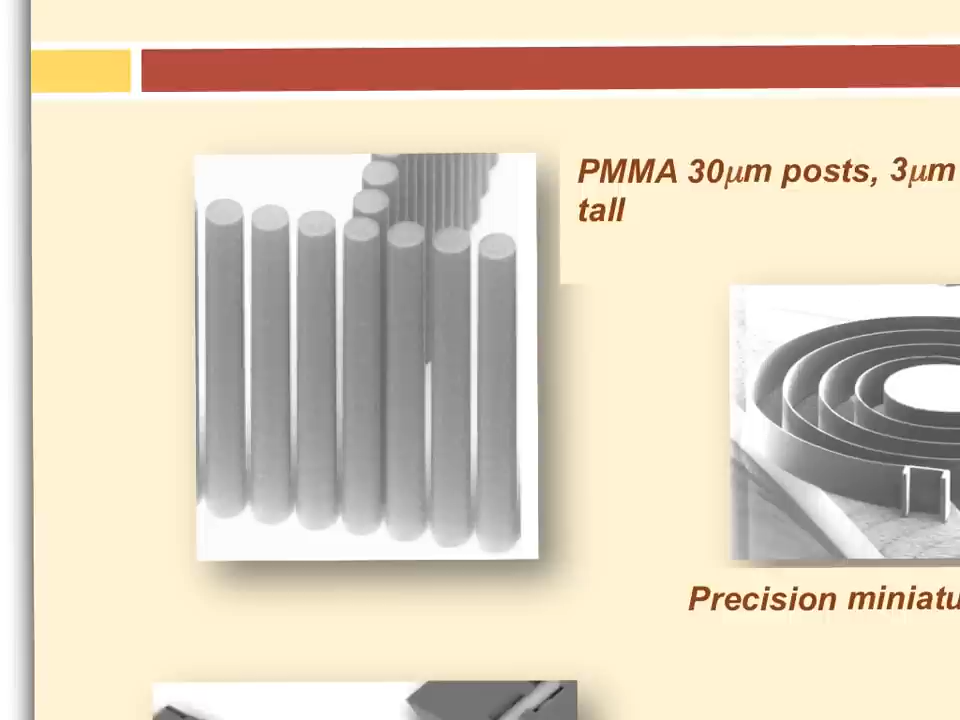 PMMA 30μm posts, 3μm
tall
Precision miniatu